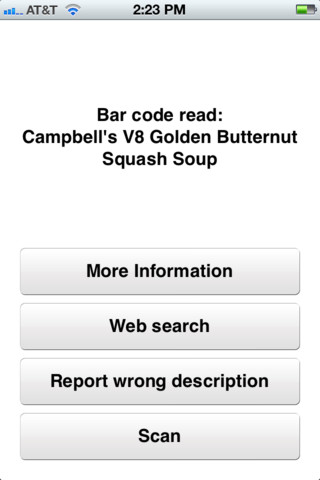 AT&T 2:23 PM
Bar code read:
Campbell's V8 Golden Butternut
Squash Soup
More Information
Web search
Report wrong description
Scan